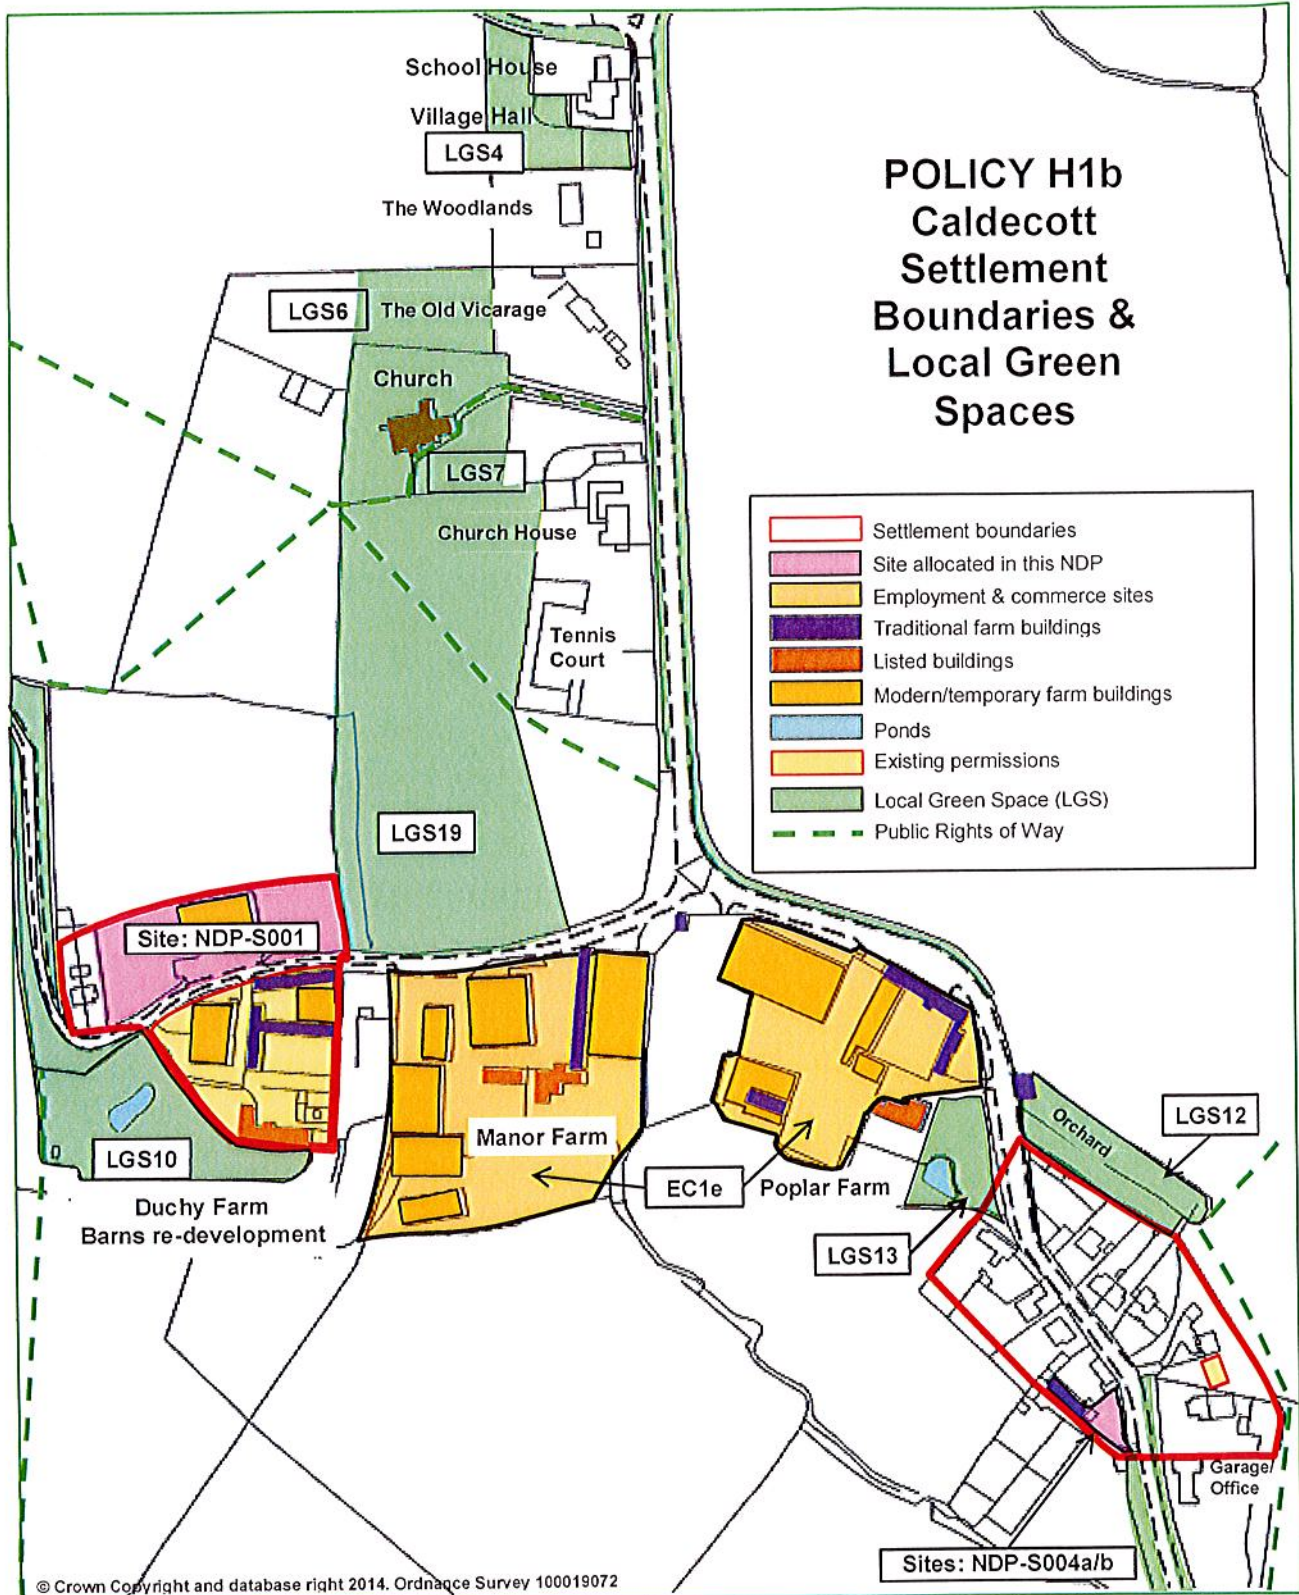 School House
Village Hall
LGS4
The Woodlands
POLICY H1b
Caldecott
Settlement
Boundaries &
Local Green
Spaces
LGS6
The Old Vicarage
Church
LGS7
Church House
Tennis
Court
Settlement boundaries
Site allocated in this NDP
Employment & commerce sites
Traditional farm buildings
Listed buildings
Modern/temporary farm buildings
Ponds
Existing permissions
Local Green Space (LGS)
Public Rights of Way
LGS19
Site: NDP-S001
LGS10
Duchy Farm
Barns re-development
Manor Farm
EC1e
Poplar Farm
Orchard
LGS12
LGS13
Garage/
Office
Sites: NDP-S004a/b
© Crown Copyright and database right 2014. Ordnance Survey 100019072